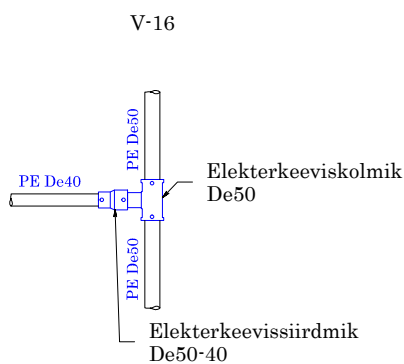 V-16
PE De50
PE De40
Elekterkeeviskolmik
De50
PE De50
Elekterkeevissiirdmik
De50-40